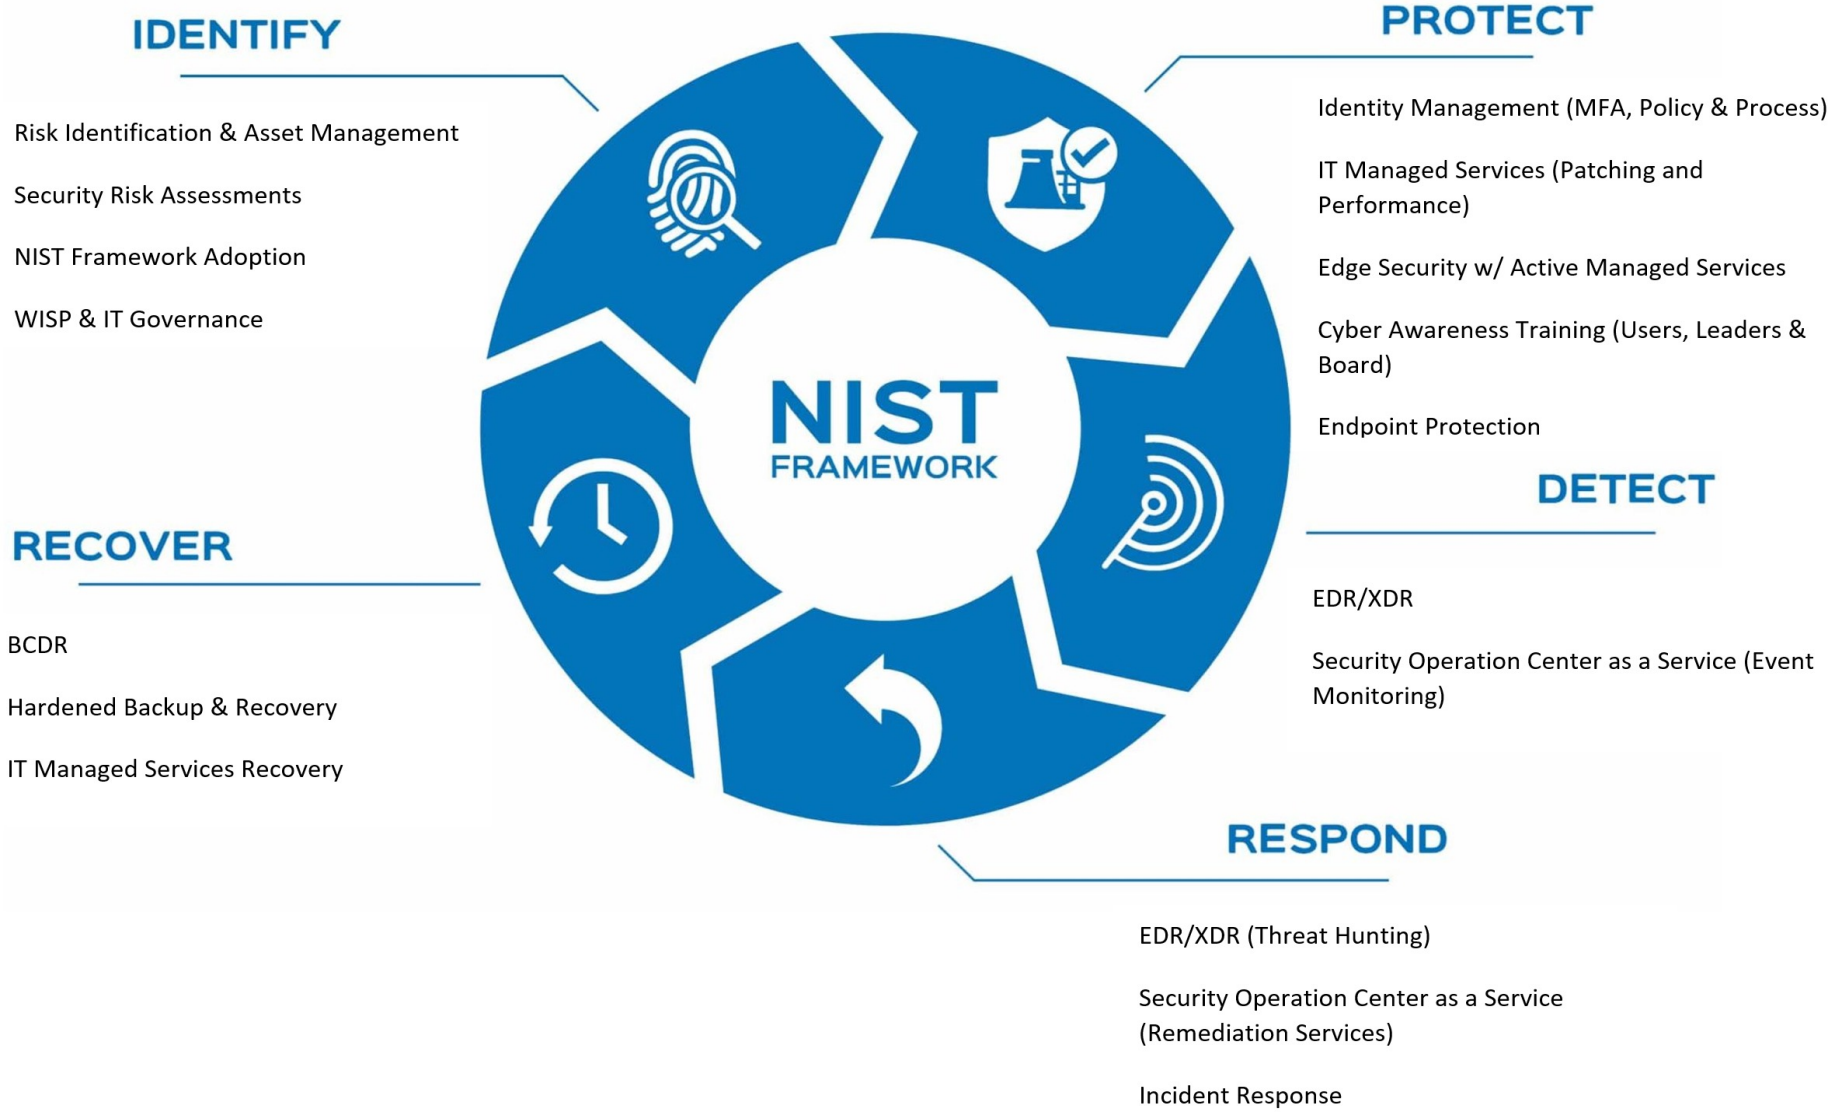 IDENTIFY
Risk Identification & Asset Management
Security Risk Assessments
NIST Framework Adoption
WISP & IT Governance
PROTECT
Identity Management (MFA, Policy & Process)
IT Managed Services (Patching and
Performance)
Edge Security w/ Active Managed Services
Cyber Awareness Training (Users, Leaders &
Board)
Endpoint Protection
NIST
FRAMEWORK
DETECT
EDR/XDR
Security Operation Center as a Service (Event
Monitoring)
RECOVER
BCDR
Hardened Backup & Recovery
IT Managed Services Recovery
RESPOND
EDR/XDR (Threat Hunting)
Security Operation Center as a Service
(Remediation Services)
Incident Response